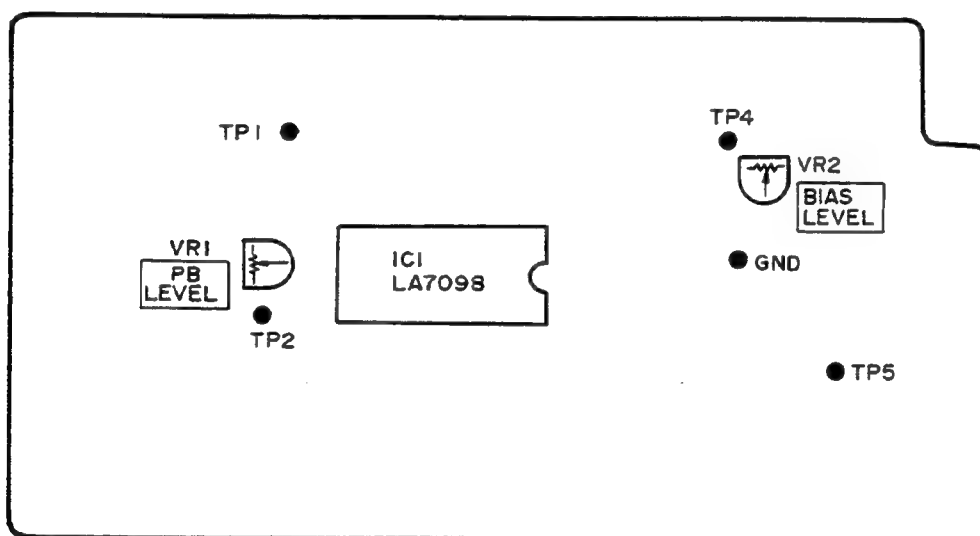 TP4
TP1
VR2
BIAS
LEVEL
VR1
PB
LEVEL
IC1
LA7098
GND
TP2
TP5